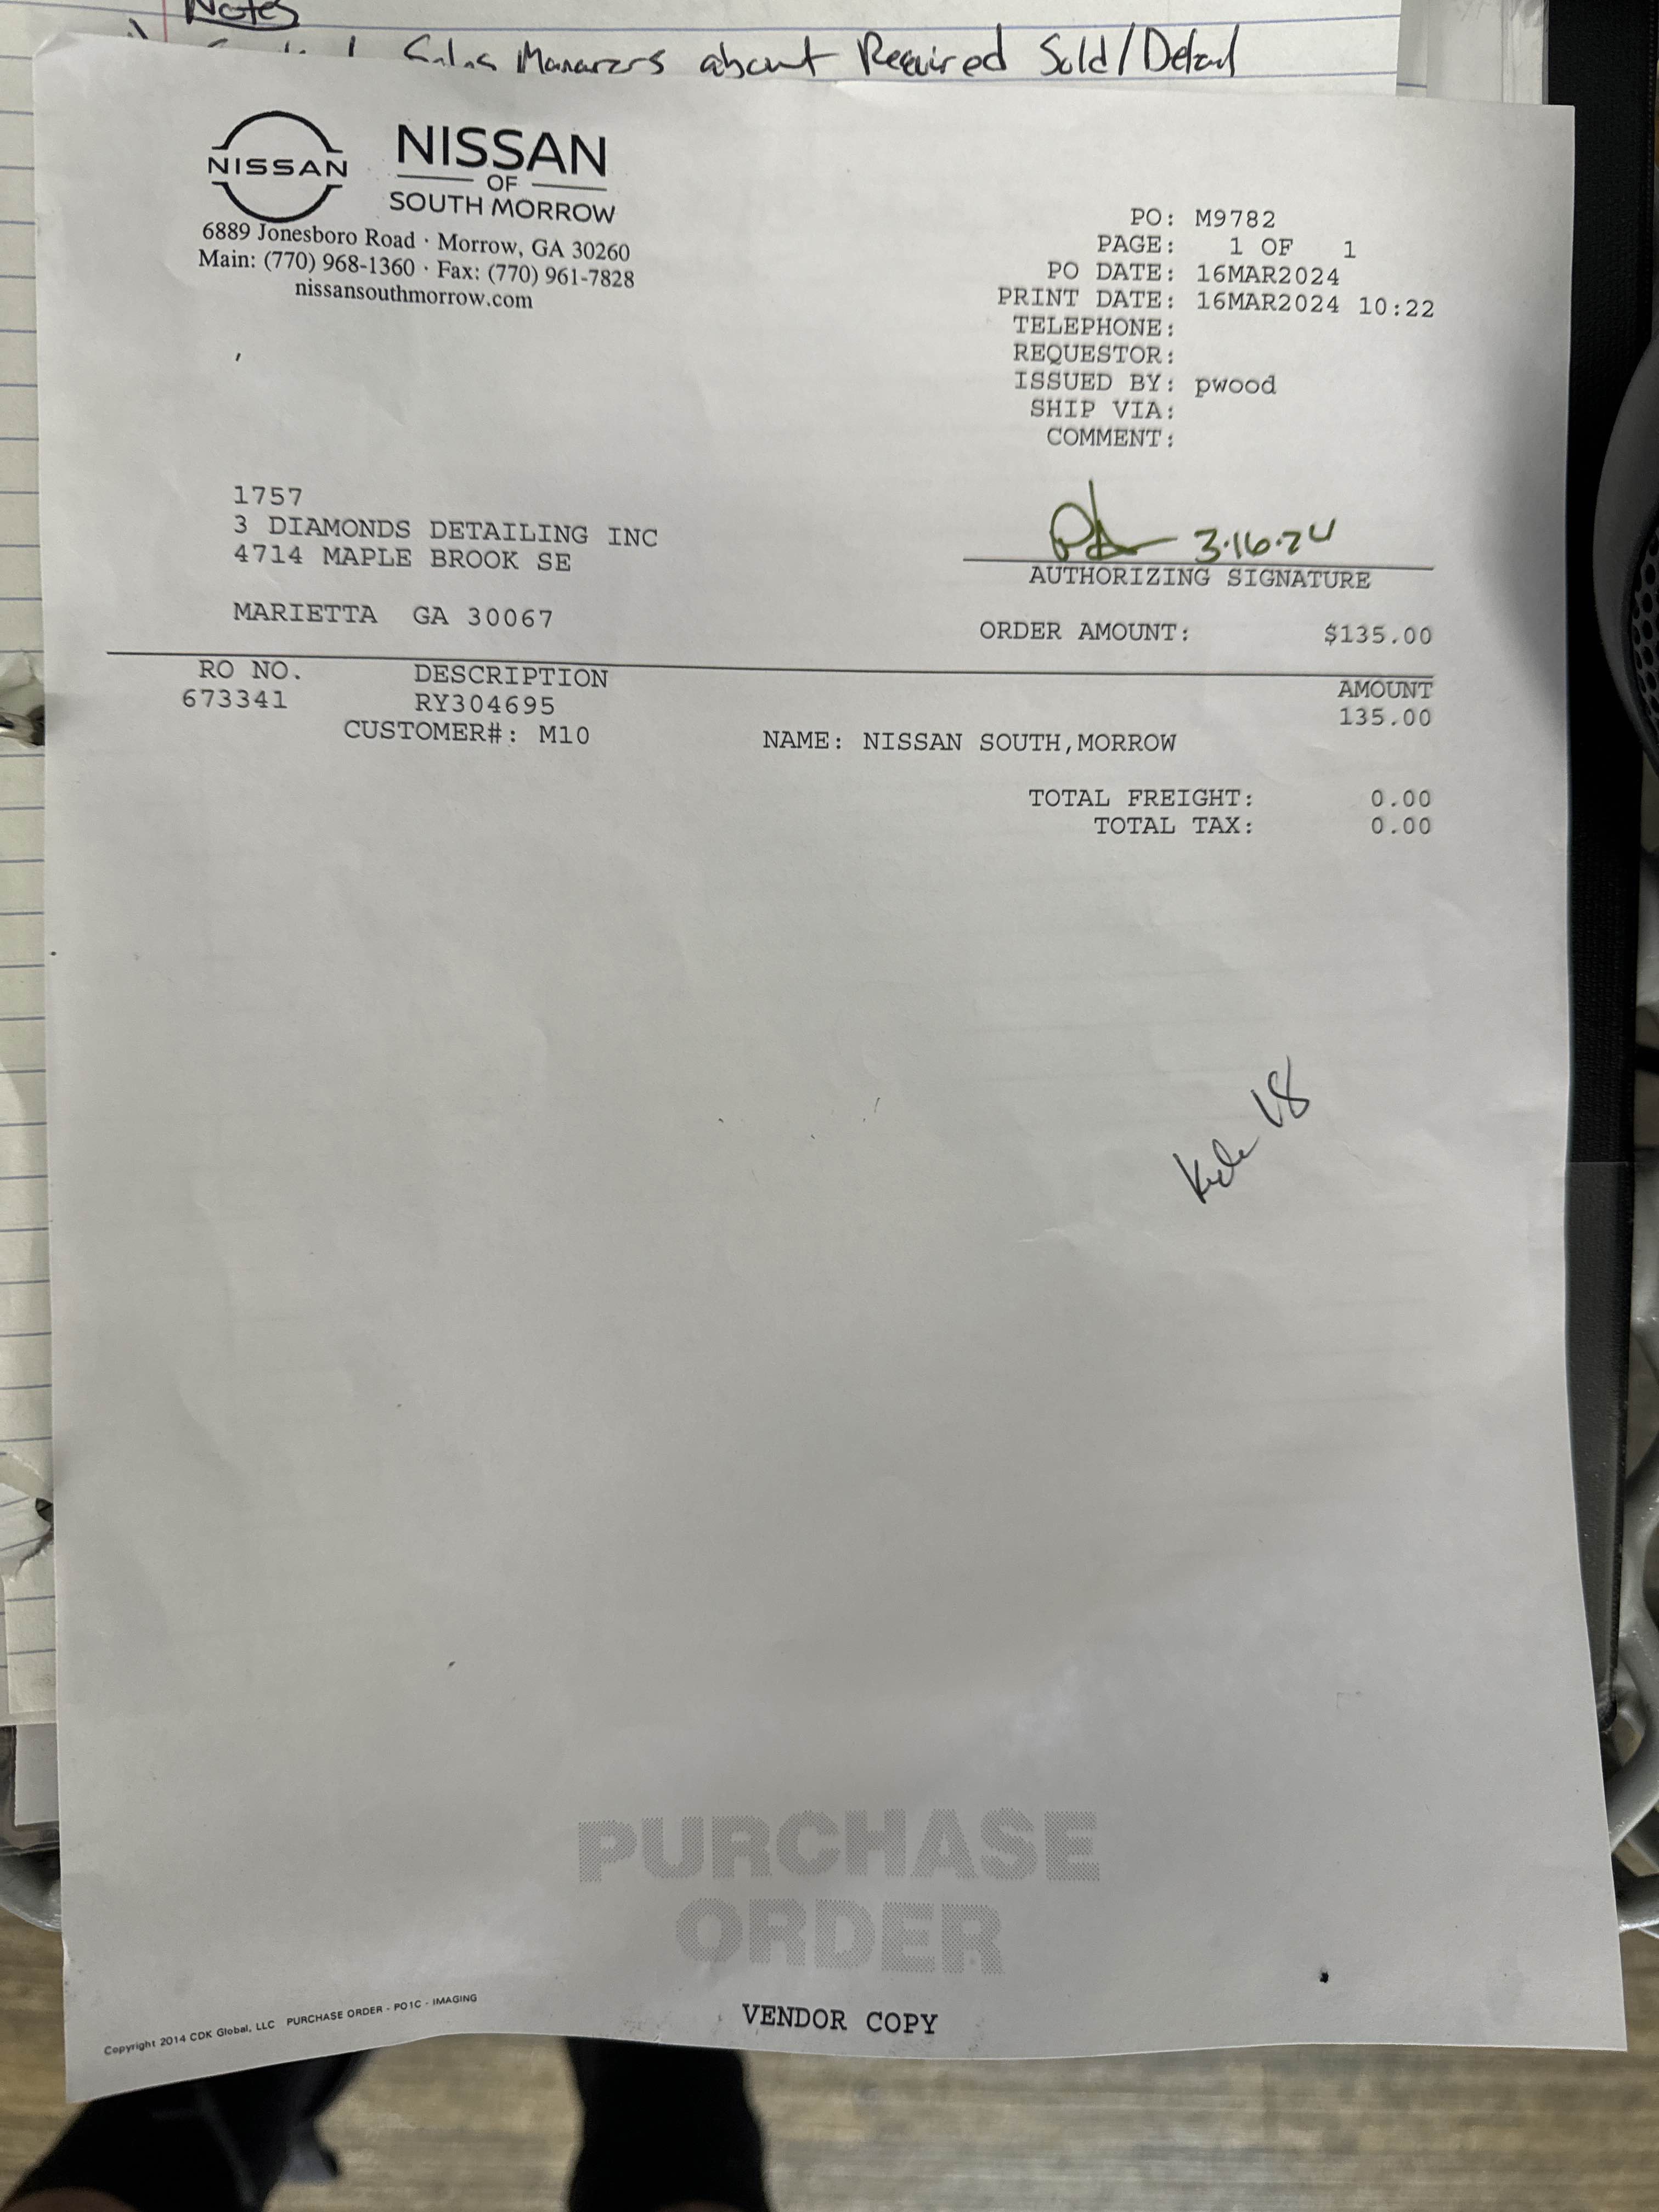 Notes
Sales Managers about Required Sold/Detail
NISSAN
NISSAN
OF
SOUTH MORROW
6889 Jonesboro Road · Morrow, GA 30260
Main: (770) 968-1360 · Fax: (770) 961-7828
nissansouthmorrow.com
PO: M9782
PAGE: 1 OF 1
PO DATE: 16MAR2024
PRINT DATE: 16MAR2024 10:22
TELEPHONE:
REQUESTOR:
ISSUED BY: pwood
SHIP VIA:
COMMENT:
1757
3 DIAMONDS DETAILING INC
4714 MAPLE BROOK SE
MARIETTA GA 30067
3.16.24
AUTHORIZING SIGNATURE
ORDER AMOUNT: $135.00
RO NO. DESCRIPTION AMOUNT
673341 RY304695 135.00
CUSTOMER#: M10 NAME: NISSAN SOUTH,MORROW
TOTAL FREIGHT: 0.00
TOTAL TAX: 0.00
18
PURCHASE
ORDER
VENDOR COPY
Copyright 2014 CDK Global, LLC PURCHASE ORDER - PO1C - IMAGING